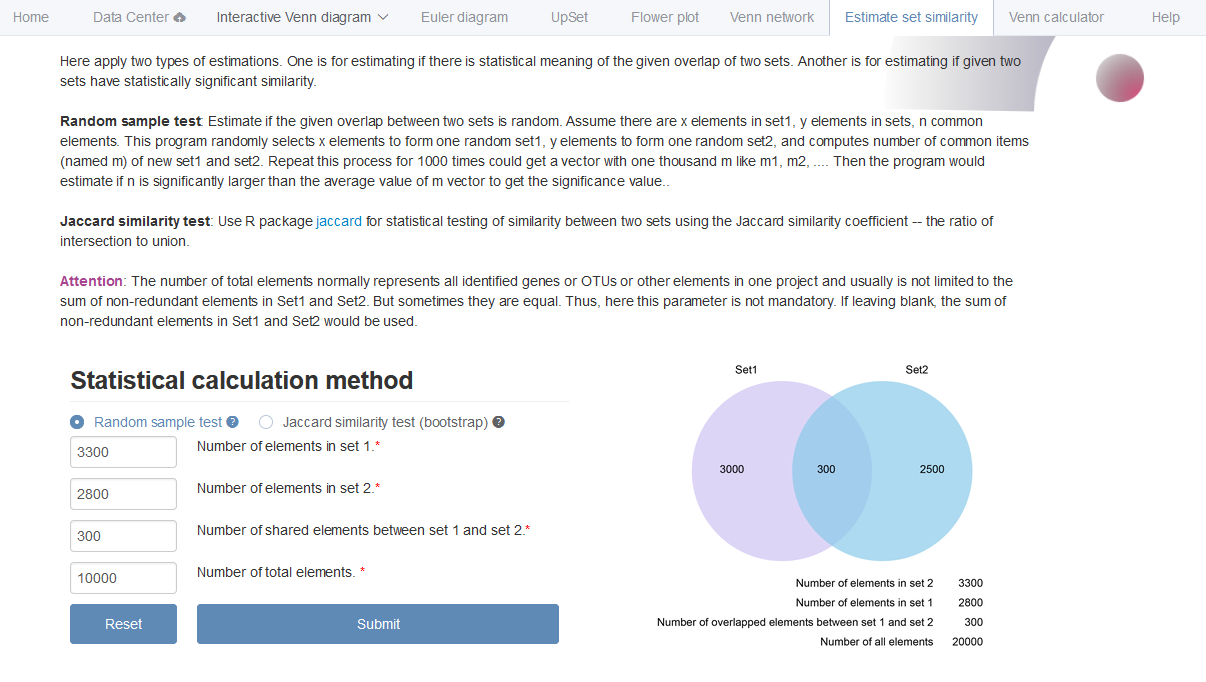 Home Data Center Interactive Venn diagram Euler diagram UpSet Flower plot Venn network Estimate set similarity Venn calculator Help
Here apply two types of estimations. One is for estimating if there is statistical meaning of the given overlap of two sets. Another is for estimating if given two
sets have statistically significant similarity.
Random sample test: Estimate if the given overlap between two sets is random. Assume there are x elements in set1, y elements in sets, n common
elements. This program randomly selects x elements to form one random set1, y elements to form one random set2, and computes number of common items
(named m) of new set1 and set2. Repeat this process for 1000 times could get a vector with one thousand m like m1, m2, .... Then the program would
estimate if n is significantly larger than the average value of m vector to get the significance value..
Jaccard similarity test: Use R package jaccard for statistical testing of similarity between two sets using the Jaccard similarity coefficient -- the ratio of
intersection to union.
Attention: The number of total elements normally represents all identified genes or OTUs or other elements in one project and usually is not limited to the
sum of non-redundant elements in Set1 and Set2. But sometimes they are equal. Thus, here this parameter is not mandatory. If leaving blank, the sum of
non-redundant elements in Set1 and Set2 would be used.
Statistical calculation method
Random sample test ? Jaccard similarity test (bootstrap) ?
3300 Number of elements in set 1.*
2800 Number of elements in set 2.*
300 Number of shared elements between set 1 and set 2.*
10000 Number of total elements. *
Reset Submit
Set1 Set2
3000 300 2500
Number of elements in set 2 3300
Number of elements in set 1 2800
Number of overlapped elements between set 1 and set 2 300
Number of all elements 20000